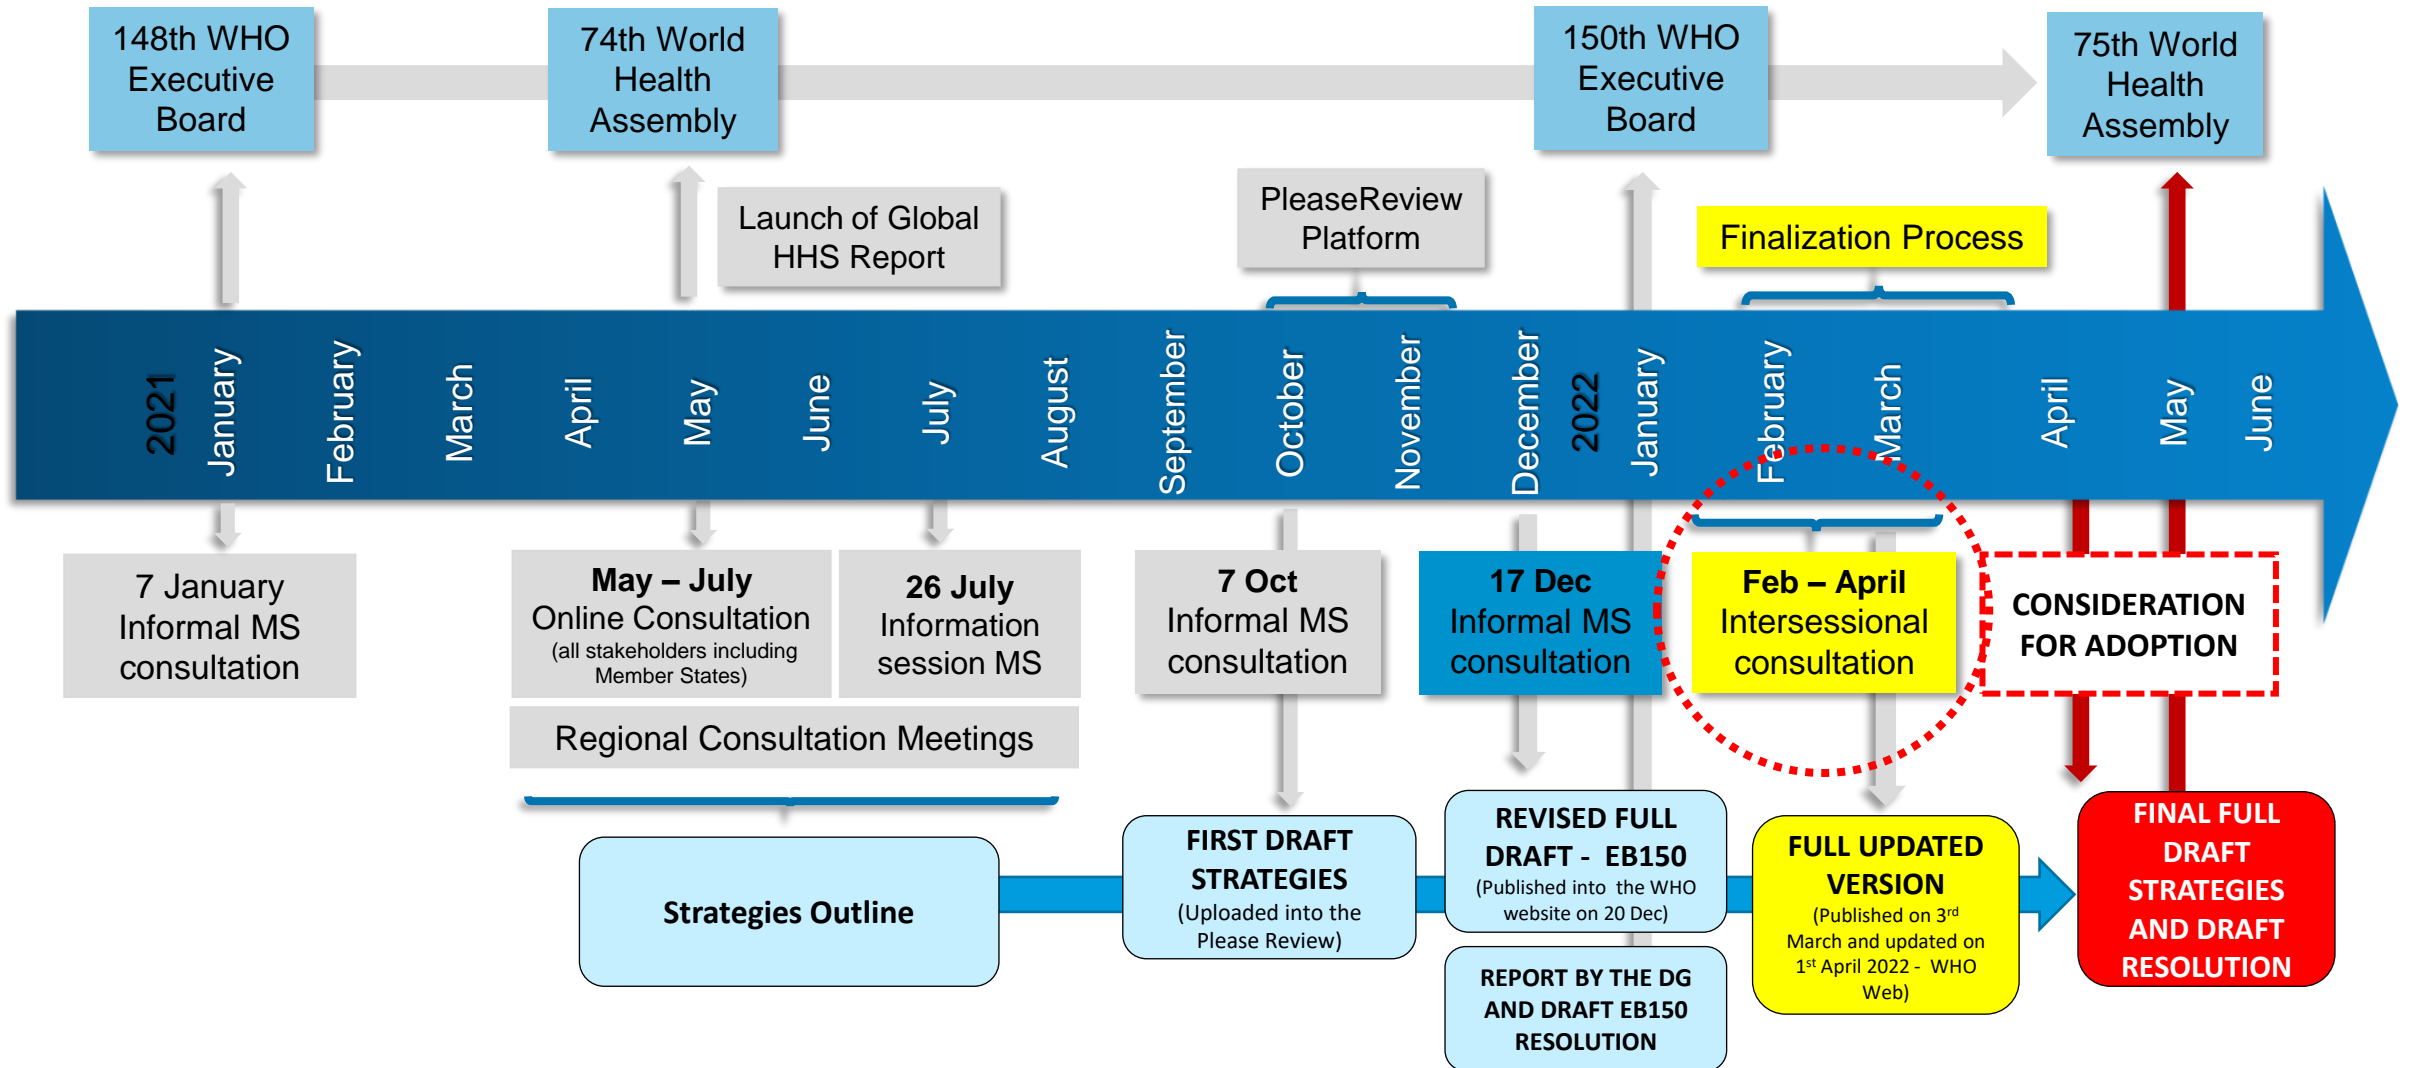 148th WHO
Executive
Board
74th World
Health
Assembly
150th WHO
Executive
Board
75th World
Health
Assembly
Launch of Global
HHS Report
PleaseReview
Platform
Finalization Process
2021
January
February
March
April
May
June
July
August
September
October
November
December
2022
January
February
March
April
May
June
7 January
Informal MS
consultation
May – July
Online Consultation
(all stakeholders including
Member States)
26 July
Information
session MS
Regional Consultation Meetings
7 Oct
Informal MS
consultation
17 Dec
Informal MS
consultation
Feb – April
Intersessional
consultation
CONSIDERATION
FOR ADOPTION
Strategies Outline
FIRST DRAFT
STRATEGIES
(Uploaded into the
Please Review)
REVISED FULL
DRAFT - EB150
(Published into the WHO
website on 20 Dec)
REPORT BY THE DG
AND DRAFT EB150
RESOLUTION
FULL UPDATED
VERSION
(Published on 3rd
March and updated on
1st April 2022 - WHO
Web)
FINAL FULL
DRAFT
STRATEGIES
AND DRAFT
RESOLUTION